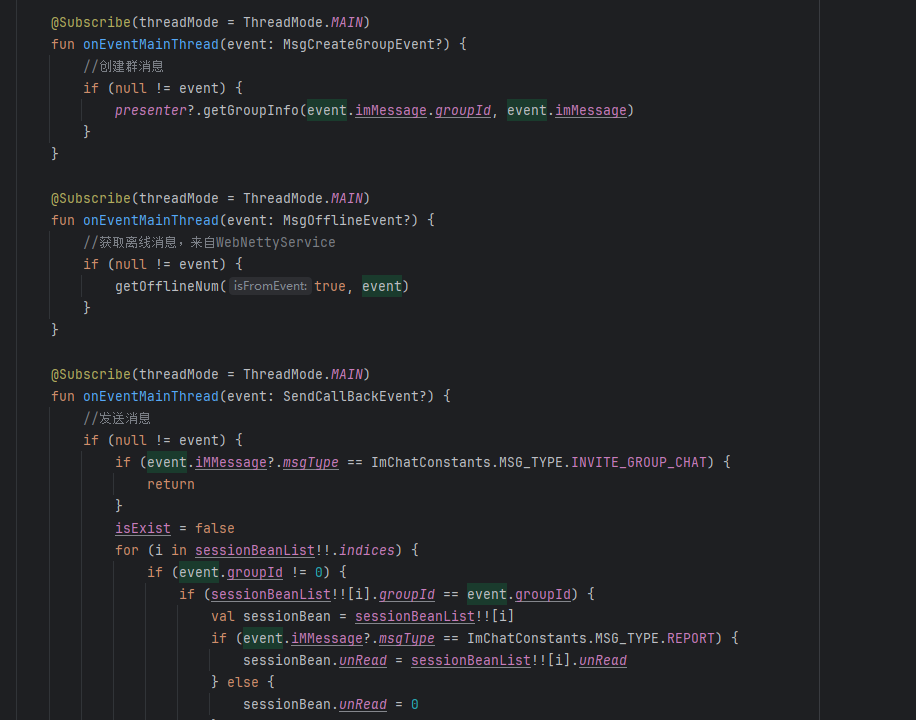 @Subscribe(threadMode = ThreadMode.MAIN)
fun onEventMainThread(event: MsgCreateGroupEvent?) {
//创建群消息
if (null != event) {
presenter?.getGroupInfo(event.imMessage.groupId, event.imMessage)
}
}
@Subscribe(threadMode = ThreadMode.MAIN)
fun onEventMainThread(event: MsgOfflineEvent?) {
//获取离线消息，来自WebNettyService
if (null != event) {
getOfflineNum( isFromEvent: true, event)
}
}
@Subscribe(threadMode = ThreadMode.MAIN)
fun onEventMainThread(event: SendCallBackEvent?) {
//发送消息
if (null != event) {
if (event.iMMessage?.msgType == ImChatConstants.MSG_TYPE.INVITE_GROUP_CHAT) {
return
}
isExist = false
for (i in sessionBeanList!!.indices) {
if (event.groupId != 0) {
if (sessionBeanList!![i].groupId == event.groupId) {
val sessionBean = sessionBeanList!![i]
if (event.iMMessage?.msgType == ImChatConstants.MSG_TYPE.REPORT) {
sessionBean.unRead = sessionBeanList!![i].unRead
} else {
sessionBean.unRead = 0